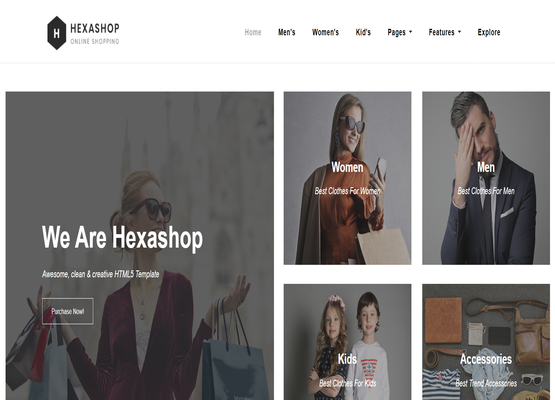 H
HEXASHOP
ONLINE SHOPPING
Home Men's Women's Kid's Pages Features Explore
We Are Hexashop
Awesome, clean & creative HTML5 Template
Purchase Now!
Women
Best Clothes For Women
Men
Best Clothes For Men
Kids
Best Clothes For Kids
Accessories
Best Trend Accessories